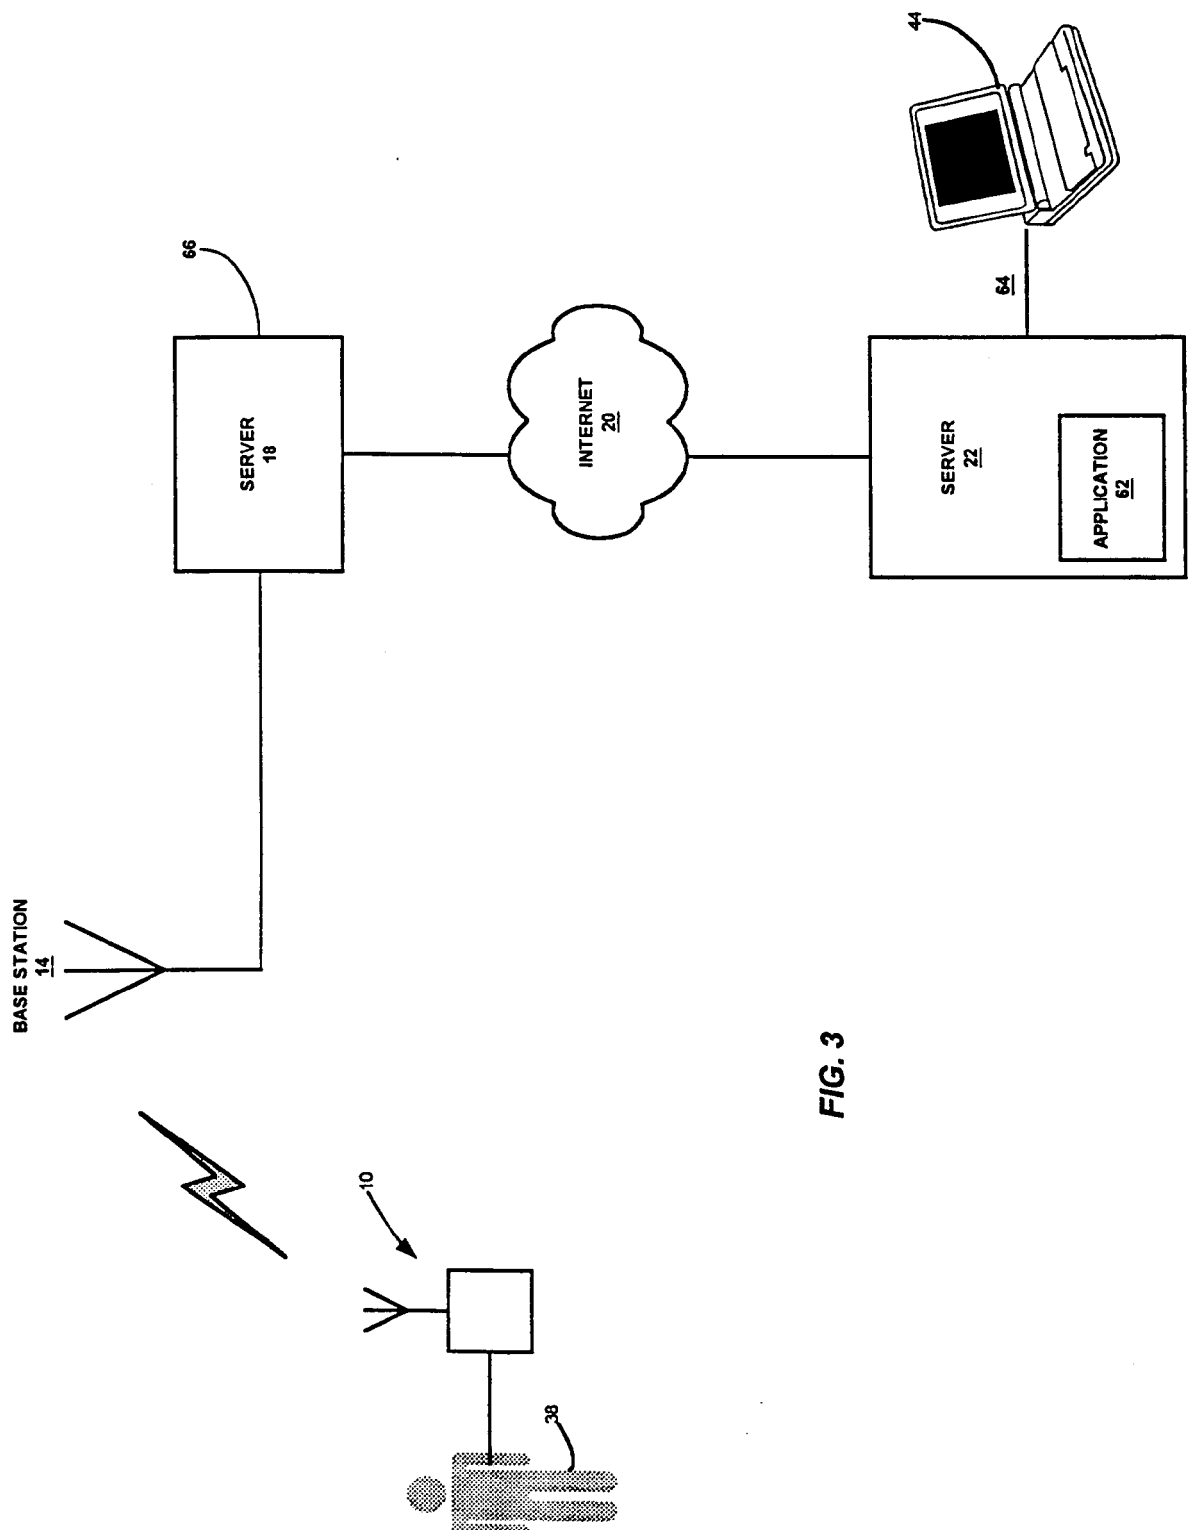 BASE STATION
14
66
SERVER
18
10
38
INTERNET
20
44
64
SERVER
22
APPLICATION
62
FIG. 3